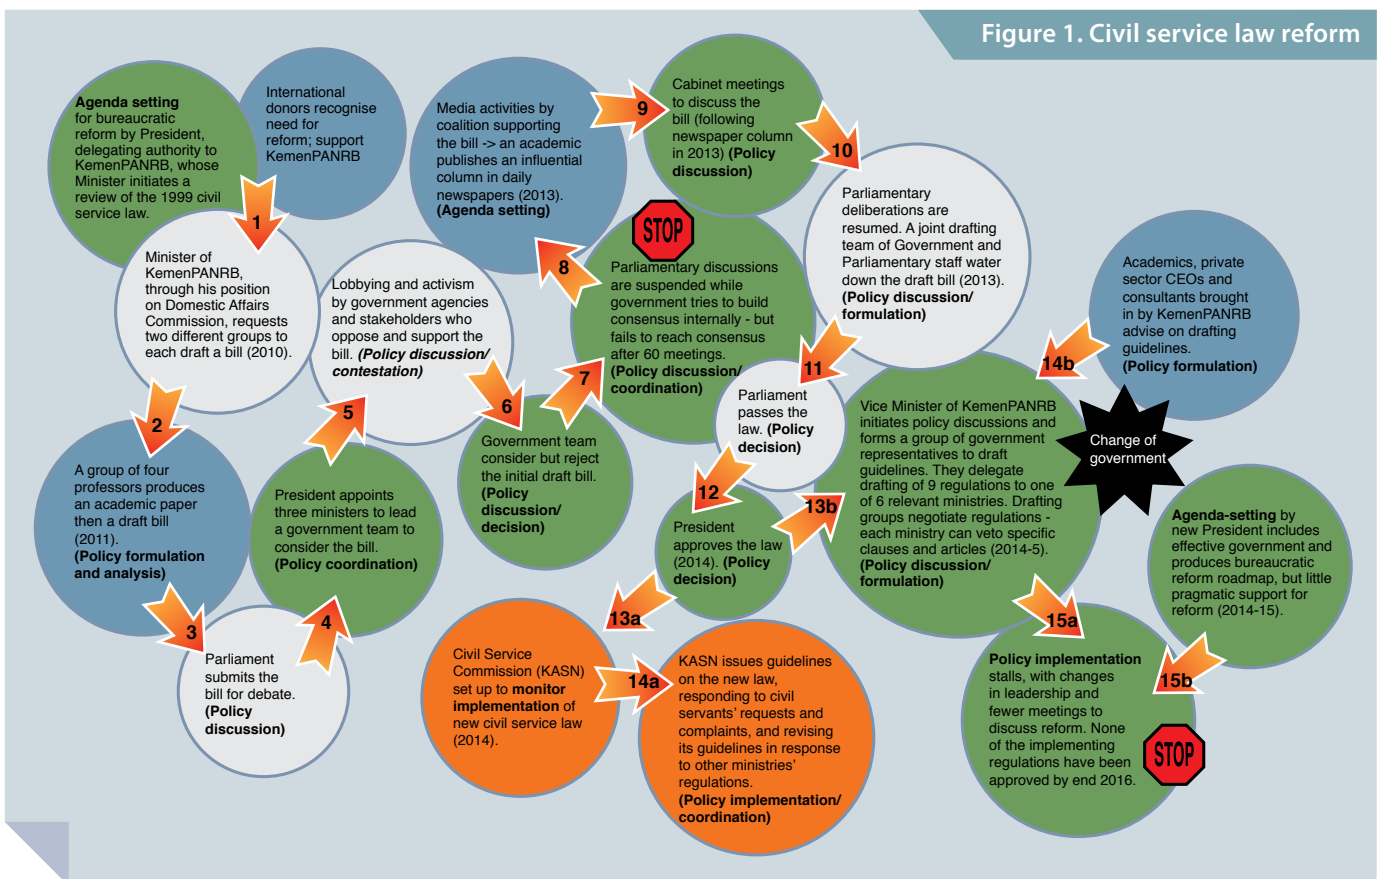 Figure 1. Civil service law reform
Agenda setting
for bureaucratic
reform by President,
delegating authority to
KemenPANRB, whose
Minister initiates a
review of the 1999 civil
service law.
International
donors recognise
need for
reform; support
KemenPANRB
1
Minister of
KemenPANRB,
through his position
on Domestic Affairs
Commission, requests
two different groups to
each draft a bill (2010).
2
A group of four
professors produces
an academic paper
then a draft bill
(2011).
(Policy formulation
and analysis)
3
Parliament
submits the
bill for debate.
(Policy
discussion)
4
President appoints
three ministers to lead
a government team to
consider the bill.
(Policy coordination)
5
Lobbying and activism
by government agencies
and stakeholders who
oppose and support the
bill. (Policy discussion/
contestation)
6
Government team
consider but reject
the initial draft bill.
(Policy
discussion/
decision)
7
STOP
Parliamentary discussions
are suspended while
government tries to build
consensus internally - but
fails to reach consensus
after 60 meetings.
(Policy discussion/
coordination)
8
Media activities by
coalition supporting
the bill -> an academic
publishes an influential
column in daily
newspapers (2013).
(Agenda setting)
9
Cabinet meetings
to discuss the
bill (following
newspaper column
in 2013) (Policy
discussion)
10
Parliamentary
deliberations are
resumed. A joint drafting
team of Government and
Parliamentary staff water
down the draft bill (2013).
(Policy discussion/
formulation)
11
Parliament
passes the
law. (Policy
decision)
12
President
approves the law
(2014). (Policy
decision)
13a
Civil Service
Commission (KASN)
set up to monitor
implementation of
new civil service law
(2014).
14a
KASN issues guidelines
on the new law,
responding to civil
servants’ requests and
complaints, and revising
its guidelines in response
to other ministries’
regulations.
(Policy implementation/
coordination)
13b
Vice Minister of KemenPANRB
initiates policy discussions and
forms a group of government
representatives to draft
guidelines. They delegate
drafting of 9 regulations to one
of 6 relevant ministries. Drafting
groups negotiate regulations -
each ministry can veto specific
clauses and articles (2014-5).
(Policy discussion/
formulation)
14b
Academics, private
sector CEOs and
consultants brought
in by KemenPANRB
advise on drafting
guidelines.
(Policy formulation)
Change of
government
Agenda-setting by
new President includes
effective government and
produces bureaucratic
reform roadmap, but little
pragmatic support for
reform (2014-15).
15a
15b
Policy implementation
stalls, with changes
in leadership and
fewer meetings to
discuss reform. None
of the implementing
regulations have been
approved by end 2016.
STOP